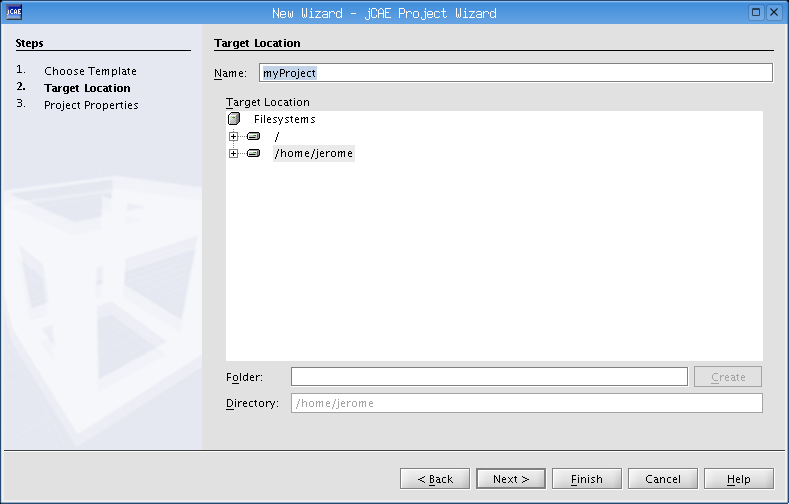 jCAE
New Wizard - jCAE Project Wizard
Steps
1. Choose Template
2. Target Location
3. Project Properties
Target Location
Name: myProject
Target Location
Filesystems
/
/home/jerome
Folder:
Create
Directory: /home/jerome
< Back
Next >
Finish
Cancel
Help